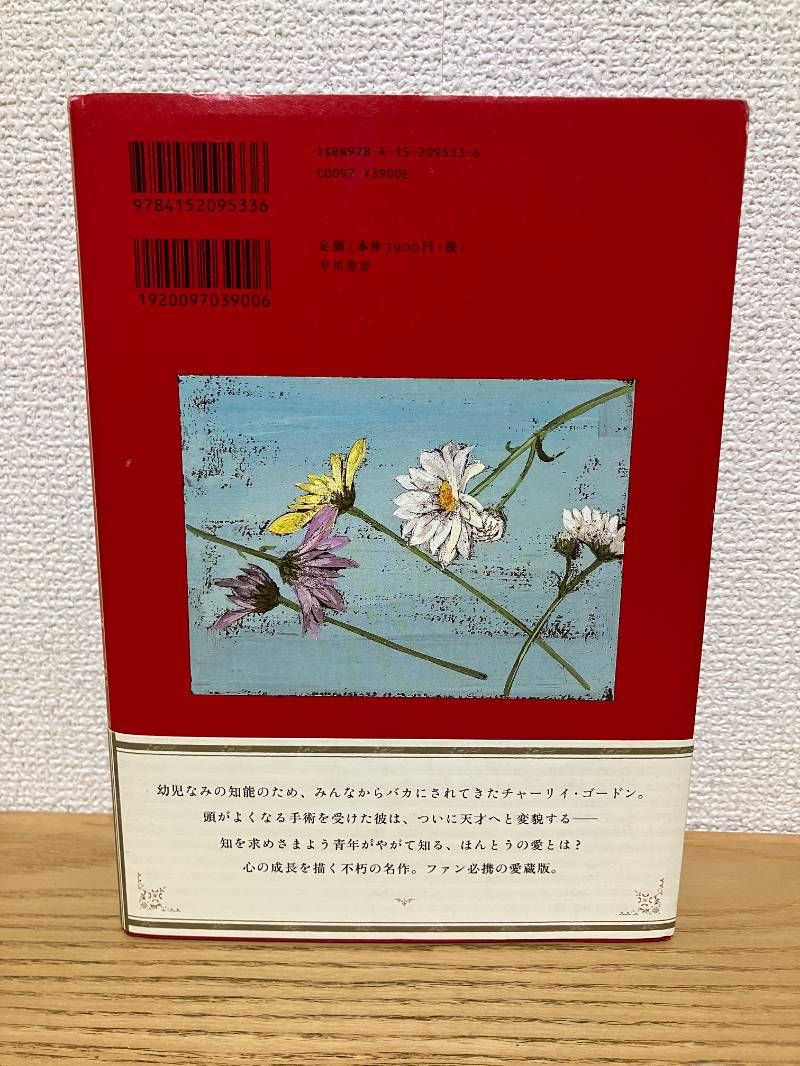 ISBN978-4-15-209533-6
C0097 ¥3900E
9784152095336
定価(本体3900円+税)
早川書房
1920097039006
幼児なみの知能のため、みんなからバカにされてきたチャーリイ・ゴードン。
頭がよくなる手術を受けた彼は、ついに天才へと変貌する──
知を求めさまよう青年がやがて知る、ほんとうの愛とは?
心の成長を描く不朽の名作。ファン必携の愛蔵版。